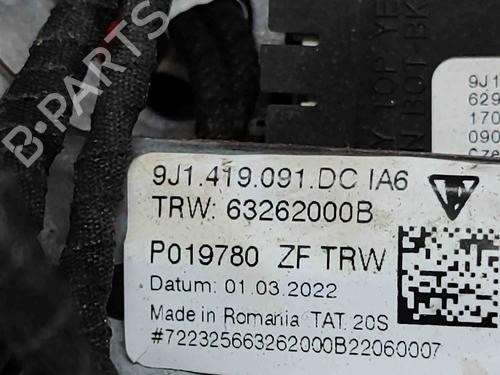 9J1.419.091.DC IA6
TRW: 63262000B
P019780 ZF TRW
Datum: 01.03.2022
Made in Romania TAT. 20S
#722325663262000B22060007
9J1
629
170
090
Cze